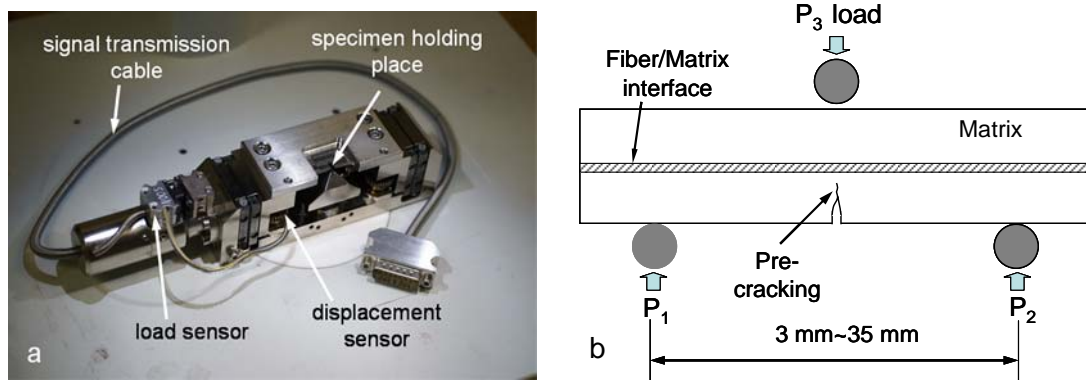 signal transmission
cable
specimen holding
place
load sensor
displacement
sensor
a
P3 load
Fiber/Matrix
interface
Matrix
Pre-
cracking
P1
P2
3 mm~35 mm
b